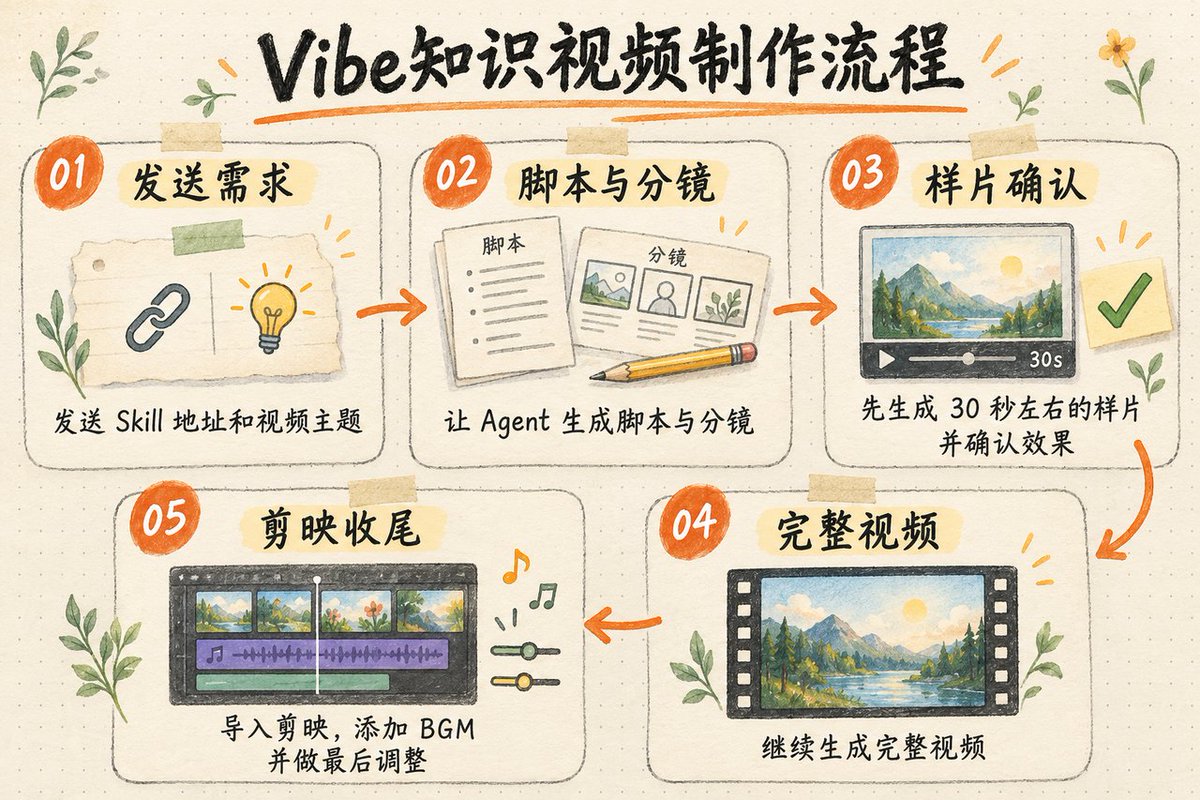 Vibe知识视频制作流程
01
发送需求
发送 Skill 地址和视频主题
02
脚本与分镜
脚本
分镜
让 Agent 生成脚本与分镜
03
样片确认
30s
先生成 30 秒左右的样片
并确认效果
04
完整视频
继续生成完整视频
05
剪映收尾
导入剪映，添加 BGM
并做最后调整